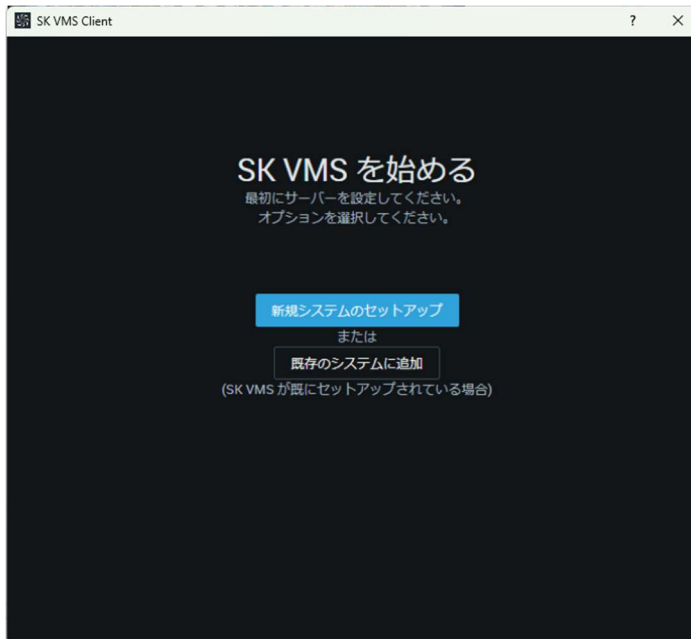 SK VMS Client
SK VMS を始める
最初にサーバーを設定してください。
オプションを選択してください。
新規システムのセットアップ
または
既存のシステムに追加
(SK VMS が既にセットアップされている場合)